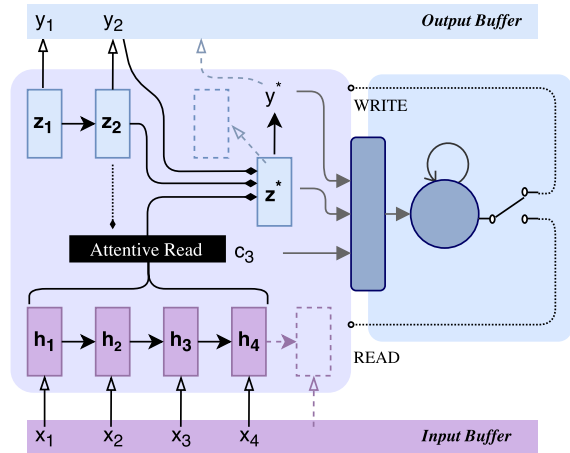 y1 y2 Output Buffer
y*
WRITE
z1 z2
z*
Attentive Read c3
h1 h2 h3 h4
READ
x1 x2 x3 x4 Input Buffer